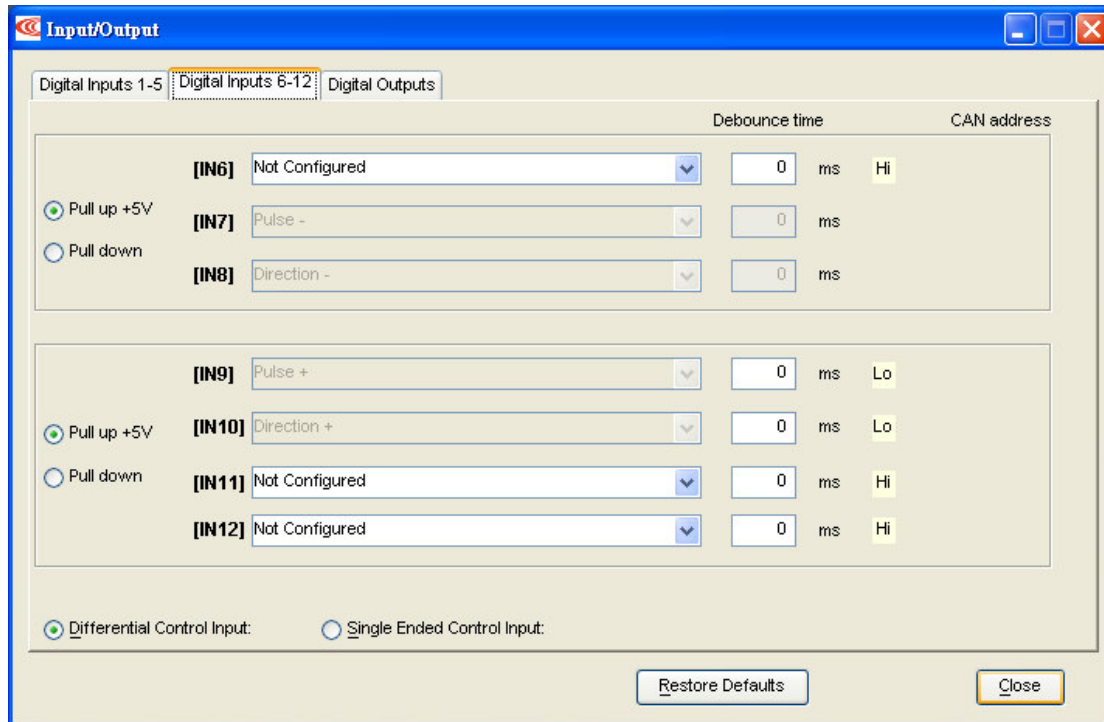 Input/Output
Digital Inputs 1-5 Digital Inputs 6-12 Digital Outputs
Debounce time CAN address
[IN6] Not Configured 0 ms Hi
Pull up +5V
[IN7] Pulse - 0 ms
Pull down
[IN8] Direction - 0 ms
[IN9] Pulse + 0 ms Lo
Pull up +5V [IN10] Direction + 0 ms Lo
Pull down [IN11] Not Configured 0 ms Hi
[IN12] Not Configured 0 ms Hi
Differential Control Input: Single Ended Control Input:
Restore Defaults Close